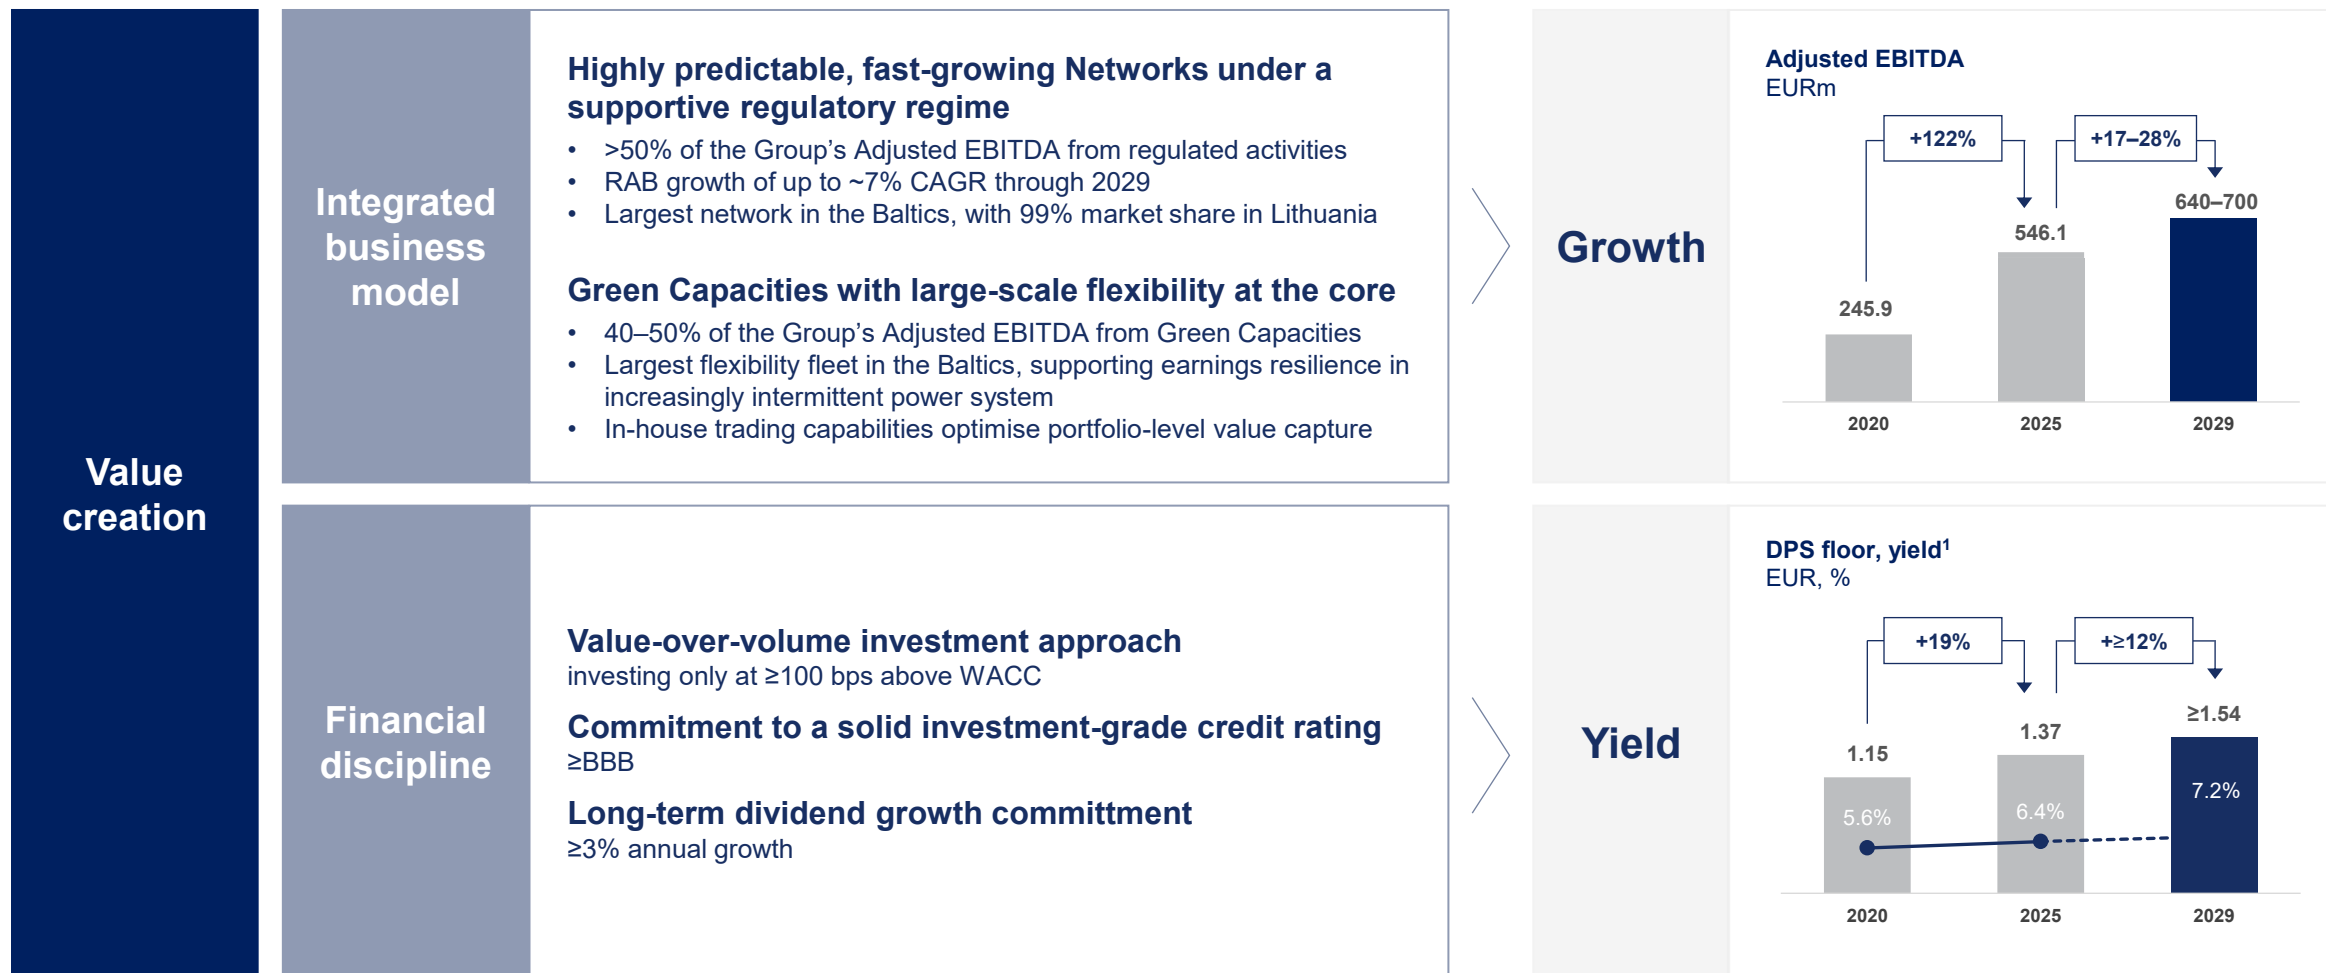 Value
creation
Integrated
business
model
Highly predictable, fast-growing Networks under a
supportive regulatory regime
• >50% of the Group’s Adjusted EBITDA from regulated activities
• RAB growth of up to ~7% CAGR through 2029
• Largest network in the Baltics, with 99% market share in Lithuania
Green Capacities with large-scale flexibility at the core
• 40–50% of the Group’s Adjusted EBITDA from Green Capacities
• Largest flexibility fleet in the Baltics, supporting earnings resilience in
increasingly intermittent power system
• In-house trading capabilities optimise portfolio-level value capture
Growth
Adjusted EBITDA
EURm
+122%
+17–28%
245.9
546.1
640–700
2020
2025
2029
Financial
discipline
Value-over-volume investment approach
investing only at ≥100 bps above WACC
Commitment to a solid investment-grade credit rating
≥BBB
Long-term dividend growth committment
≥3% annual growth
Yield
DPS floor, yield¹
EUR, %
+19%
+≥12%
1.15
1.37
≥1.54
5.6%
6.4%
7.2%
2020
2025
2029